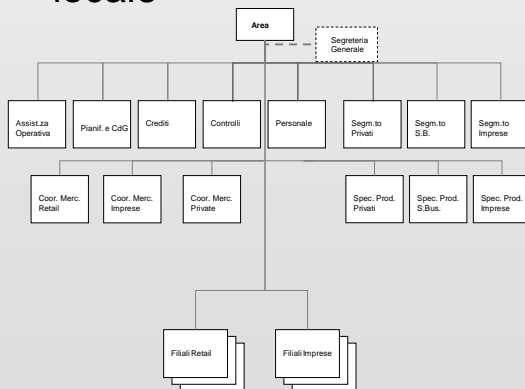 locale
Area
Segreteria
Generale
Assist.za
Operativa
Pianif. e CdG
Crediti
Controlli
Personale
Segm.to
Privati
Segm.to
S.B.
Segm.to
Imprese
Coor. Merc.
Retail
Coor. Merc.
Imprese
Coor. Merc.
Private
Spec. Prod.
Privati
Spec. Prod.
S.Bus.
Spec. Prod.
Imprese
Filiali Retail
Filiali Imprese